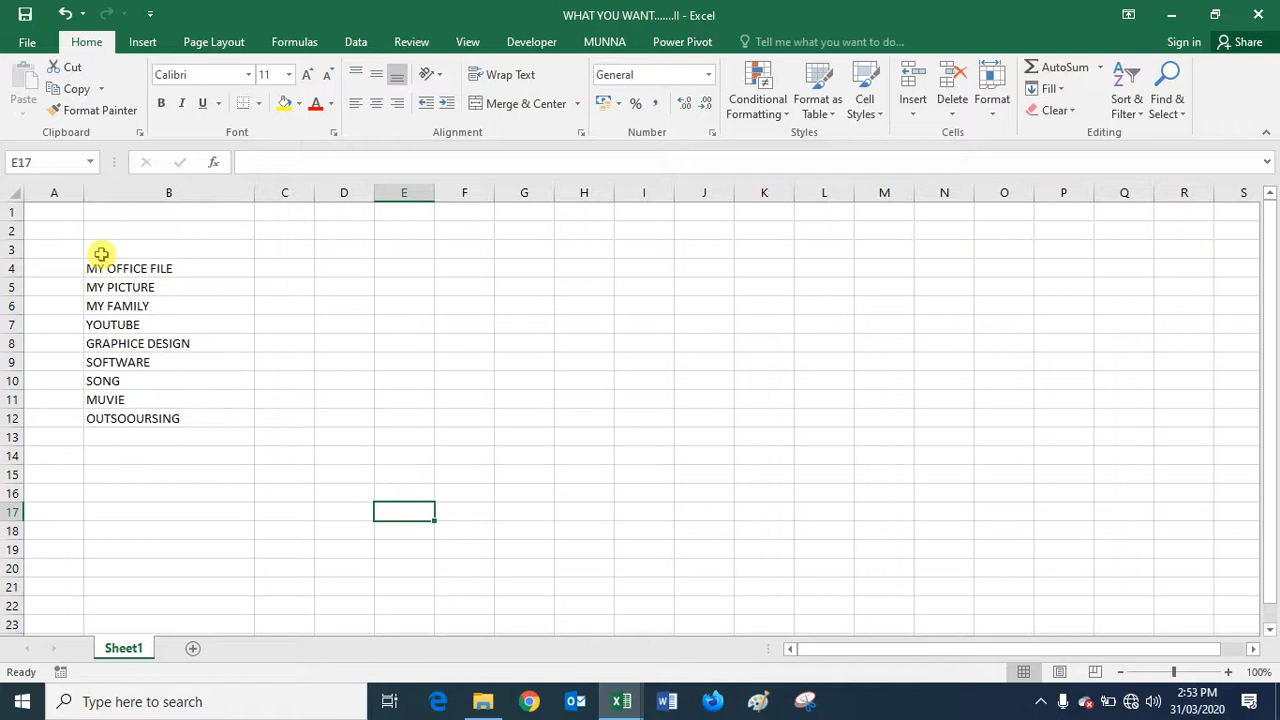 WHAT YOU WANT.......!! - Excel
File Home Insert Page Layout Formulas Data Review View Developer MUNNA Power Pivot Tell me what you want to do... Sign in Share
Paste
Cut
Copy
Format Painter
Clipboard
Calibri 11
B I U A
Font
Wrap Text
Merge & Center
Alignment
General
%
Number
Conditional Formatting
Format as Table
Cell Styles
Styles
Insert
Delete
Format
Cells
AutoSum
Fill
Clear
Sort & Filter
Find & Select
Editing
E17 fx
A B C D E F G H I J K L M N O P Q R S
1
2
3
4 MY OFFICE FILE
5 MY PICTURE
6 MY FAMILY
7 YOUTUBE
8 GRAPHICE DESIGN
9 SOFTWARE
10 SONG
11 MUVIE
12 OUTSOOURSING
13
14
15
16
17
18
19
20
21
22
23
Sheet1
Ready 100%
Type here to search
2:53 PM
31/03/2020